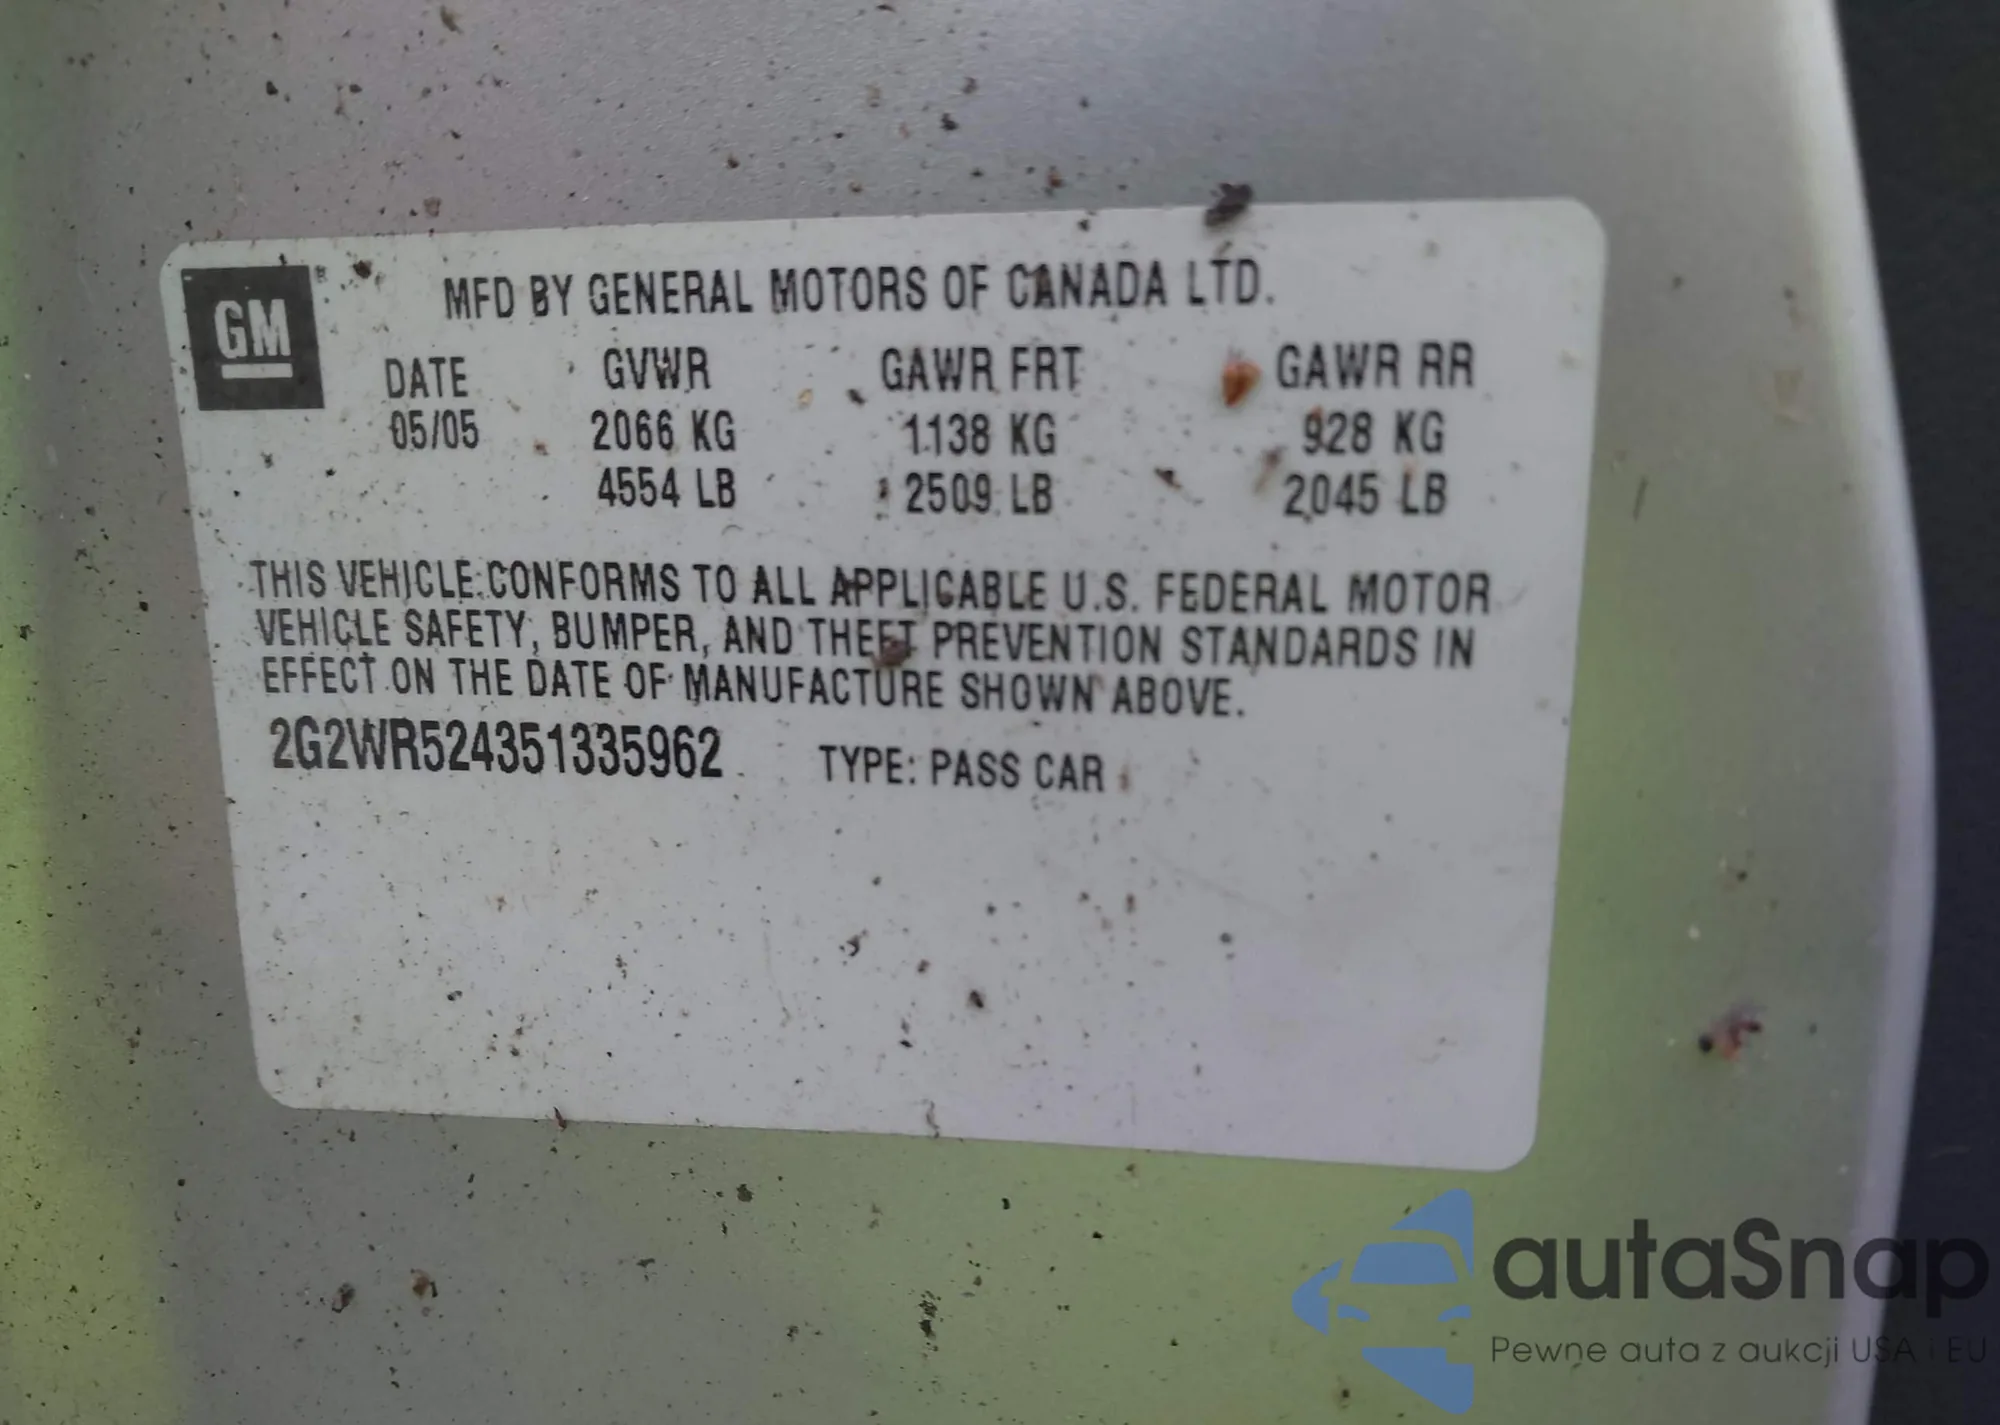 GM
MFD BY GENERAL MOTORS OF CANADA LTD.
DATE GVWR GAWR FRT GAWR RR
05/05 2066 KG 1138 KG 928 KG
4554 LB 2509 LB 2045 LB
THIS VEHICLE CONFORMS TO ALL APPLICABLE U.S. FEDERAL MOTOR
VEHICLE SAFETY, BUMPER, AND THEFT PREVENTION STANDARDS IN
EFFECT ON THE DATE OF MANUFACTURE SHOWN ABOVE.
2G2WR524351335962 TYPE: PASS CAR
autaSnap
Pewne auta z aukcji USA i EU